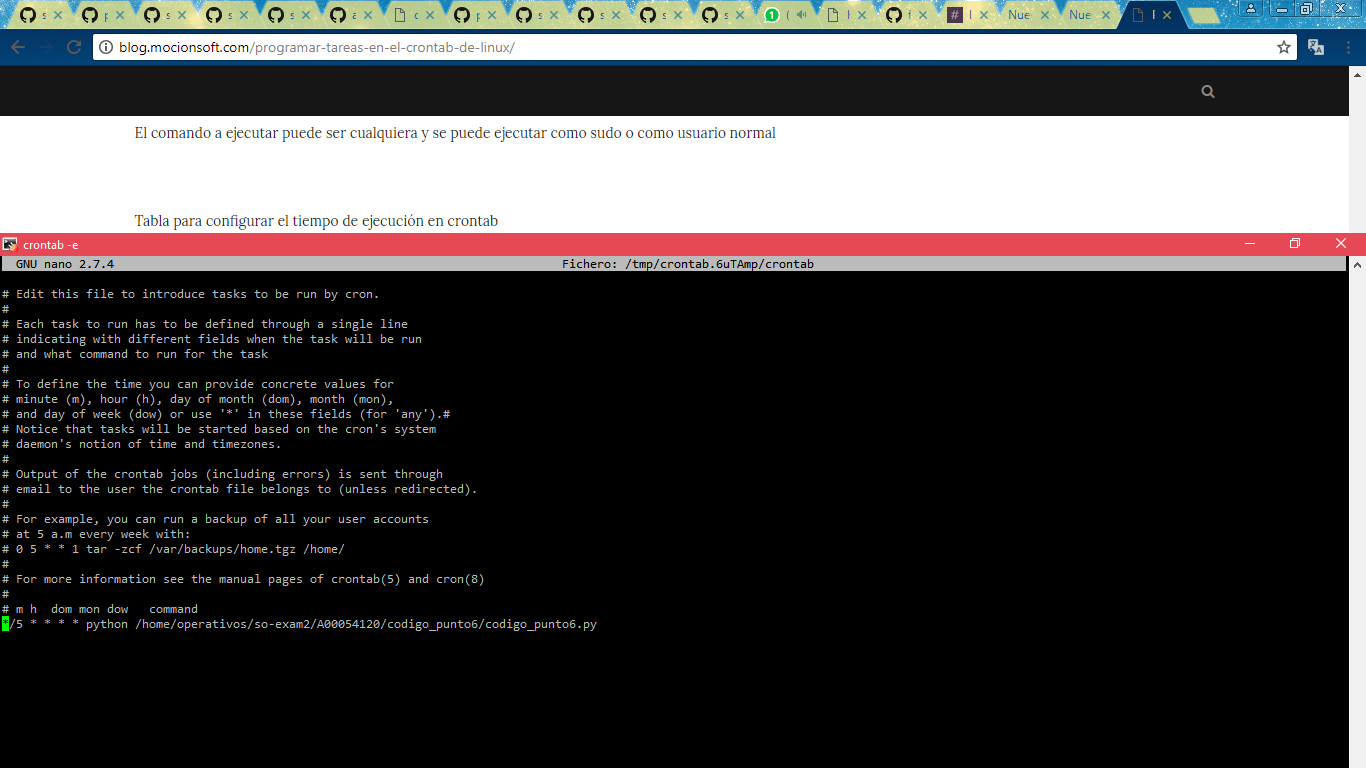 s
p
s
s
s
a
c
p
s
s
s
s
1
Nue
Nue
blog.mocionsoft.com/programar-tareas-en-el-crontab-de-linux/
El comando a ejecutar puede ser cualquiera y se puede ejecutar como sudo o como usuario normal
Tabla para configurar el tiempo de ejecución en crontab
crontab -e
GNU nano 2.7.4 Fichero: /tmp/crontab.6uTAmp/crontab
# Edit this file to introduce tasks to be run by cron.
#
# Each task to run has to be defined through a single line
# indicating with different fields when the task will be run
# and what command to run for the task
#
# To define the time you can provide concrete values for
# minute (m), hour (h), day of month (dom), month (mon),
# and day of week (dow) or use '*' in these fields (for 'any').#
# Notice that tasks will be started based on the cron's system
# daemon's notion of time and timezones.
#
# Output of the crontab jobs (including errors) is sent through
# email to the user the crontab file belongs to (unless redirected).
#
# For example, you can run a backup of all your user accounts
# at 5 a.m every week with:
# 0 5 * * 1 tar -zcf /var/backups/home.tgz /home/
#
# For more information see the manual pages of crontab(5) and cron(8)
#
# m h  dom mon dow   command
*/5 * * * * python /home/operativos/so-exam2/A00054120/codigo_punto6/codigo_punto6.py